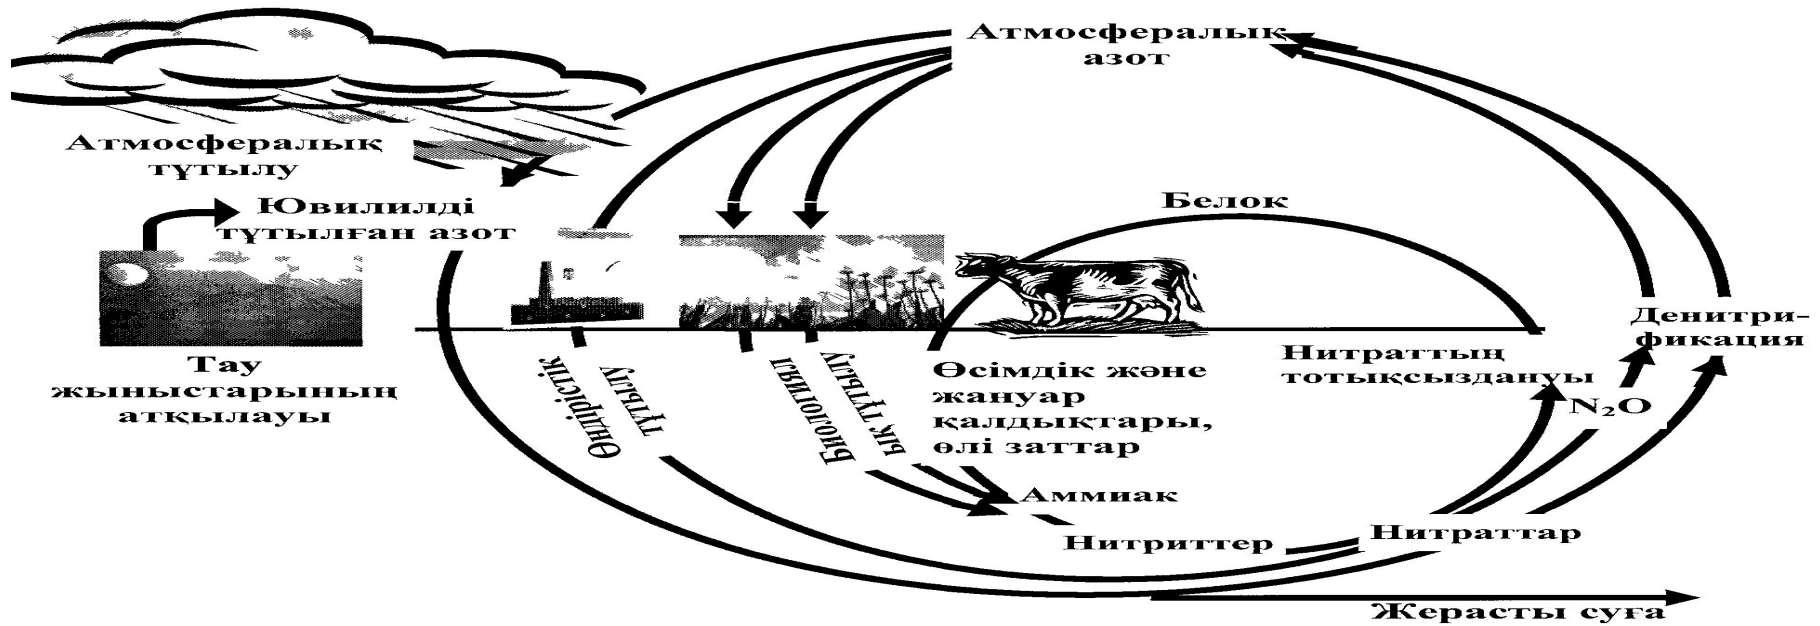 Атмосфералық
азот
Атмосфералық
тұтылу
Ювилилді
тұтылған азот
Белок
Тау
жыныстарының
атқылауы
Өндірістік
тұтылу
Биологиял
ық тұтылу
Өсімдік және
жануар
қалдықтары,
өлі заттар
Нитраттың
тотықсыздануы
Денитри-
фикация
N₂O
Аммиак
Нитриттер
Нитраттар
Жерасты суға